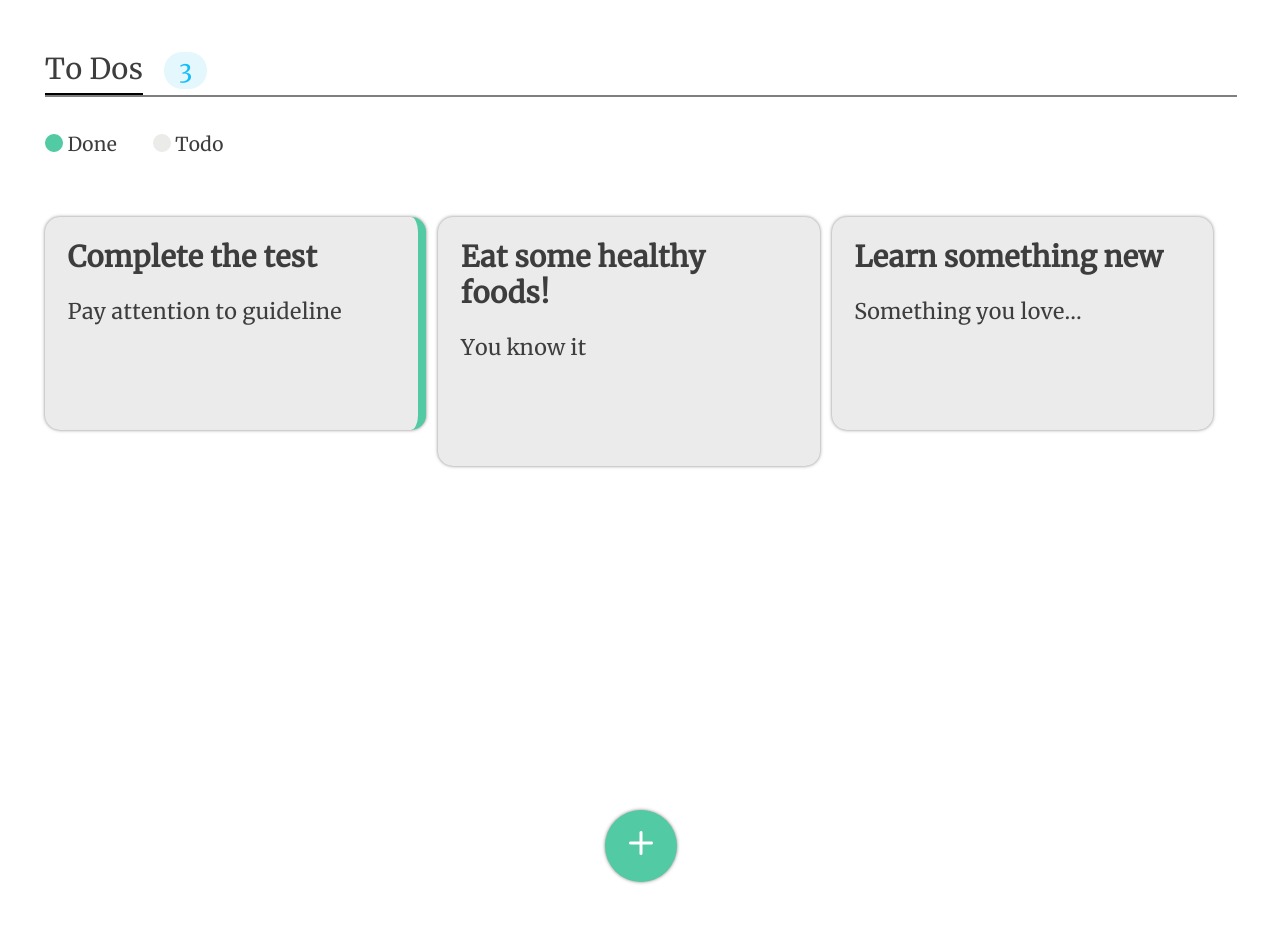 To Dos 3
Done Todo
Complete the test
Pay attention to guideline
Eat some healthy
foods!
You know it
Learn something new
Something you love...
+